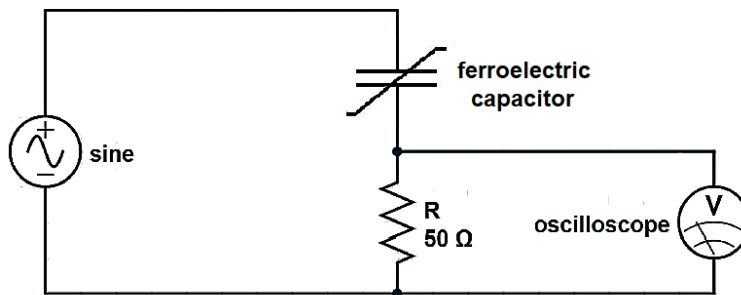 ferroelectric
capacitor
+
−
sine
R
50 Ω
oscilloscope
V